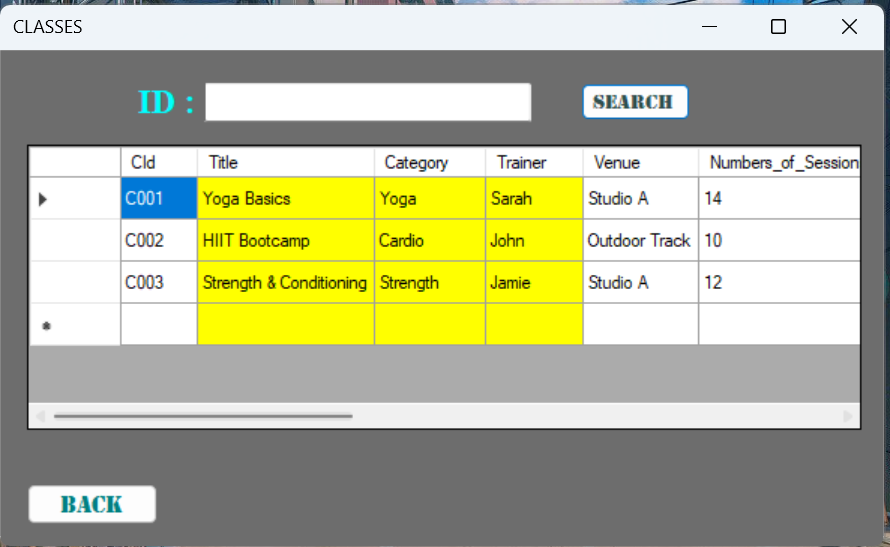 CLASSES
ID :
SEARCH
CId Title Category Trainer Venue Numbers_of_Session
C001 Yoga Basics Yoga Sarah Studio A 14
C002 HIIT Bootcamp Cardio John Outdoor Track 10
C003 Strength & Conditioning Strength Jamie Studio A 12
*
BACK